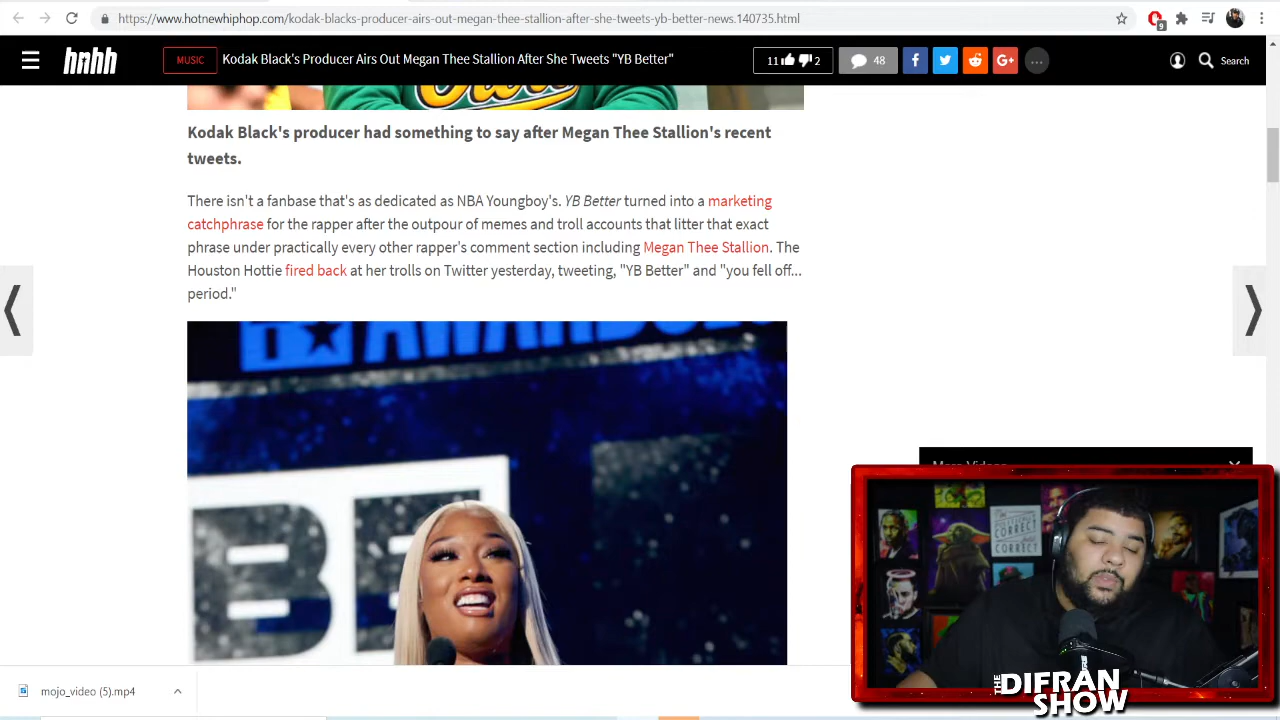 https://www.hotnewhiphop.com/kodak-blacks-producer-airs-out-megan-thee-stallion-after-she-tweets-yb-better-news.140735.html
9
hnhh
MUSIC
Kodak Black's Producer Airs Out Megan Thee Stallion After She Tweets "YB Better"
11 2
48
G+
...
Search
Kodak Black's producer had something to say after Megan Thee Stallion's recent
tweets.
There isn't a fanbase that's as dedicated as NBA Youngboy's. YB Better turned into a marketing
catchphrase for the rapper after the outpour of memes and troll accounts that litter that exact
phrase under practically every other rapper's comment section including Megan Thee Stallion. The
Houston Hottie fired back at her trolls on Twitter yesterday, tweeting, "YB Better" and "you fell off...
period."
BE
More Videos
CORRECT
CORRECT
THE DIFRAN
SHOW
mojo_video (5).mp4